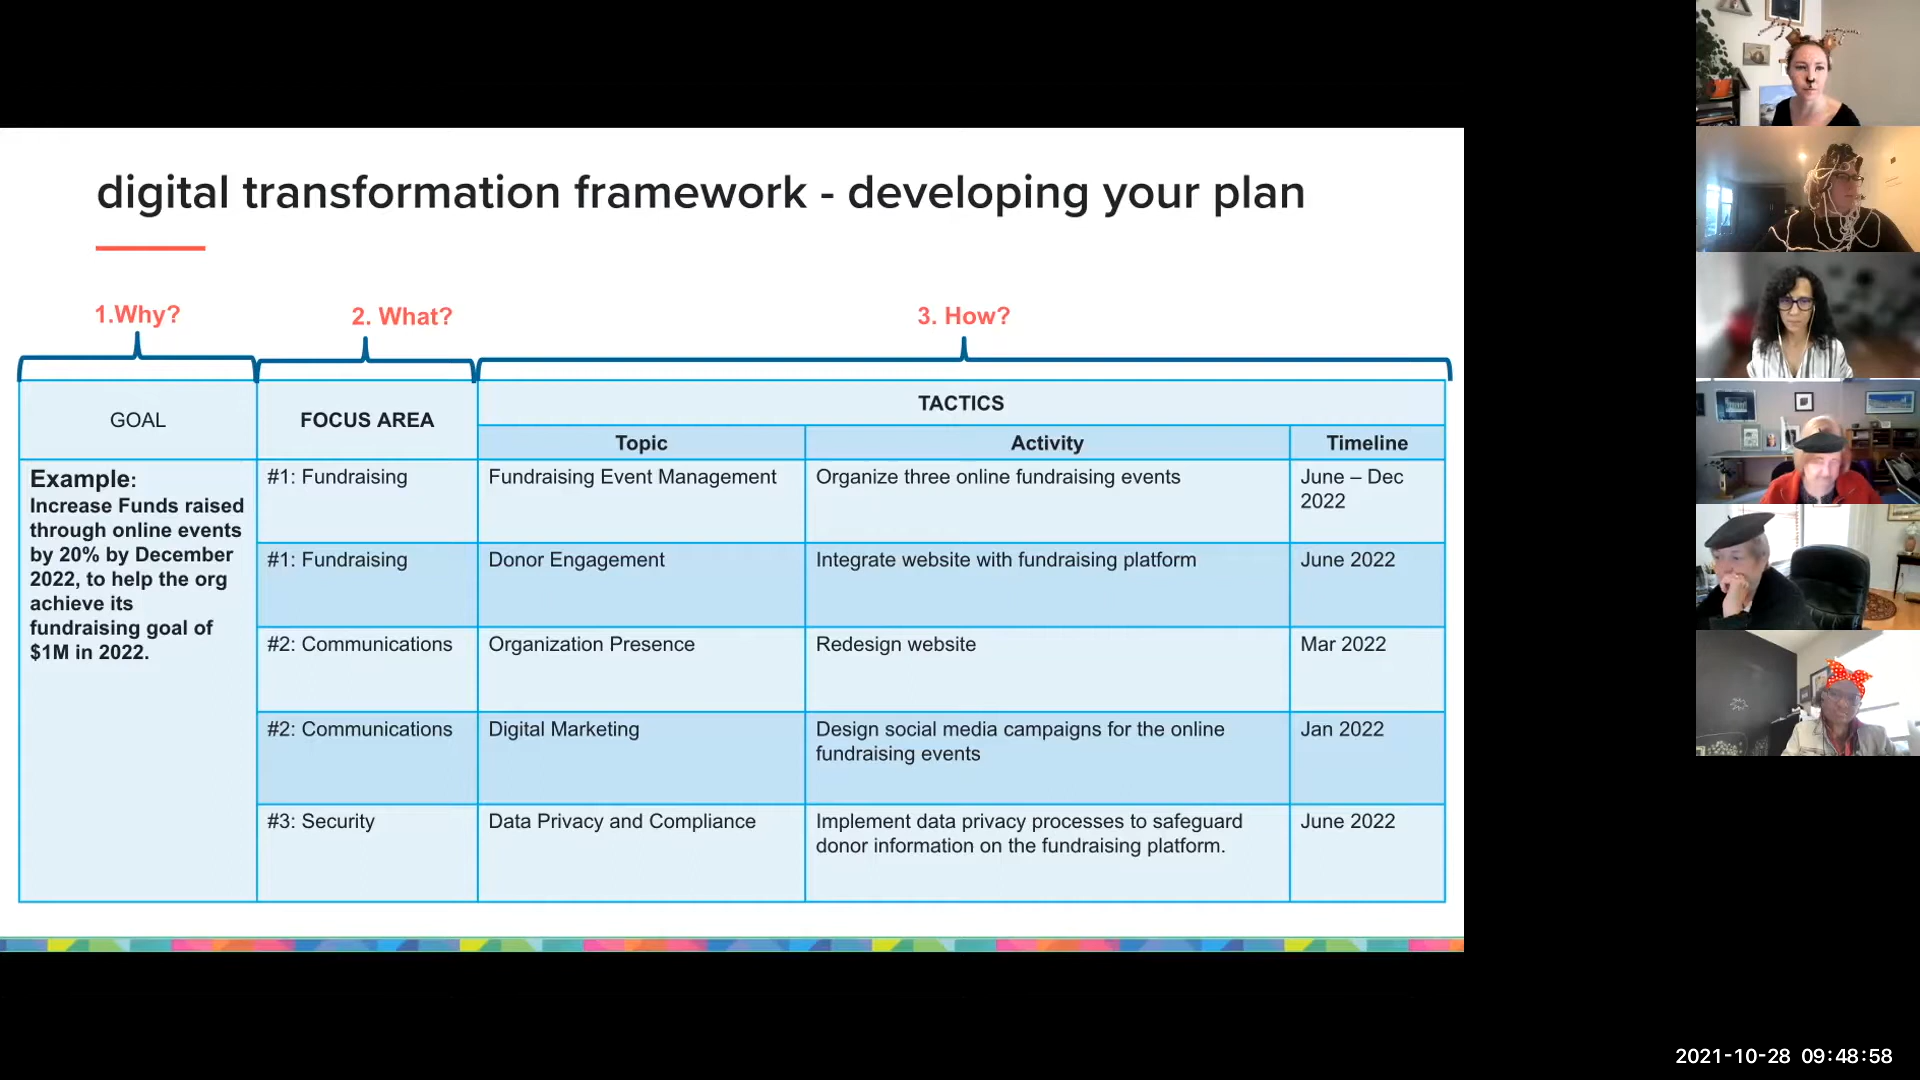 digital transformation framework - developing your plan
1.Why?
2. What?
3. How?
GOAL
FOCUS AREA
TACTICS
Topic
Activity
Timeline
Example:
Increase Funds raised
through online events
by 20% by December
2022, to help the org
achieve its
fundraising goal of
$1M in 2022.
#1: Fundraising
Fundraising Event Management
Organize three online fundraising events
June – Dec
2022
#1: Fundraising
Donor Engagement
Integrate website with fundraising platform
June 2022
#2: Communications
Organization Presence
Redesign website
Mar 2022
#2: Communications
Digital Marketing
Design social media campaigns for the online
fundraising events
Jan 2022
#3: Security
Data Privacy and Compliance
Implement data privacy processes to safeguard
donor information on the fundraising platform.
June 2022
2021-10-28 09:48:58